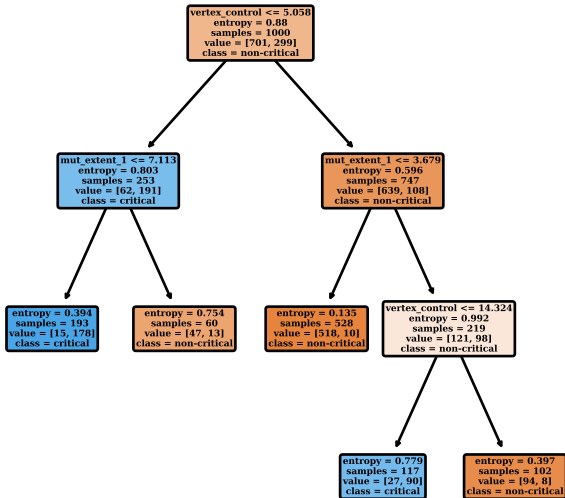 vertex_control <= 5.058
entropy = 0.88
samples = 1000
value = [701, 299]
class = non-critical
mut_extent_1 <= 7.113
entropy = 0.803
samples = 253
value = [62, 191]
class = critical
mut_extent_1 <= 3.679
entropy = 0.596
samples = 747
value = [639, 108]
class = non-critical
entropy = 0.394
samples = 193
value = [15, 178]
class = critical
entropy = 0.754
samples = 60
value = [47, 13]
class = non-critical
entropy = 0.135
samples = 528
value = [518, 10]
class = non-critical
vertex_control <= 14.324
entropy = 0.992
samples = 219
value = [121, 98]
class = non-critical
entropy = 0.779
samples = 117
value = [27, 90]
class = critical
entropy = 0.397
samples = 102
value = [94, 8]
class = non-critical